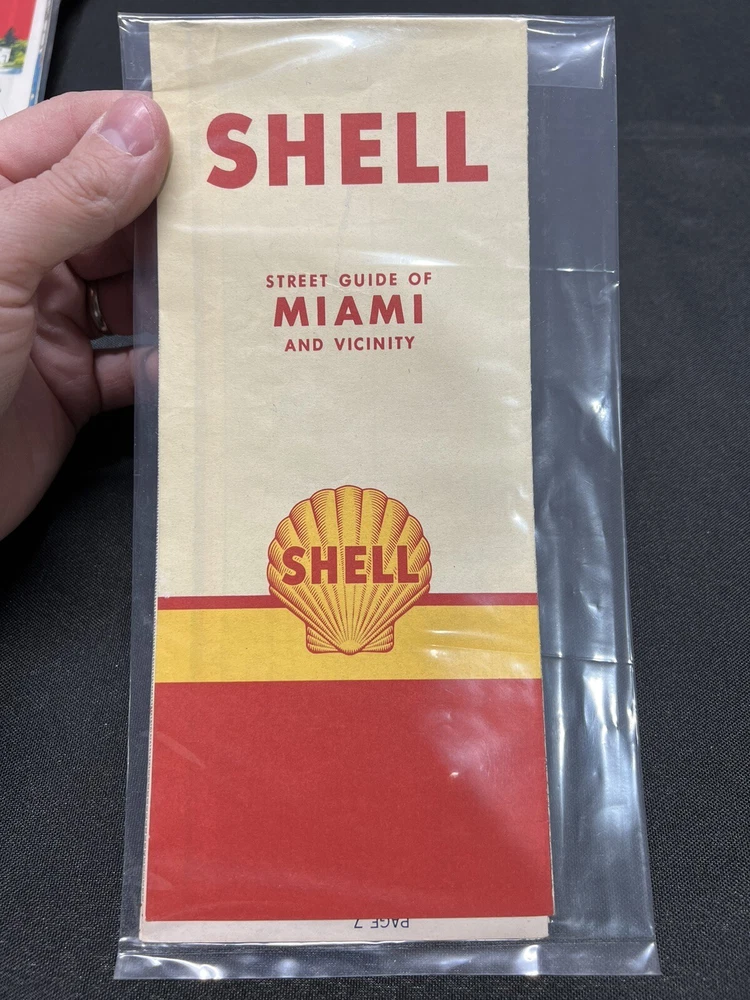 SHELL
STREET GUIDE OF
MIAMI
AND VICINITY
SHELL
PAGE 7